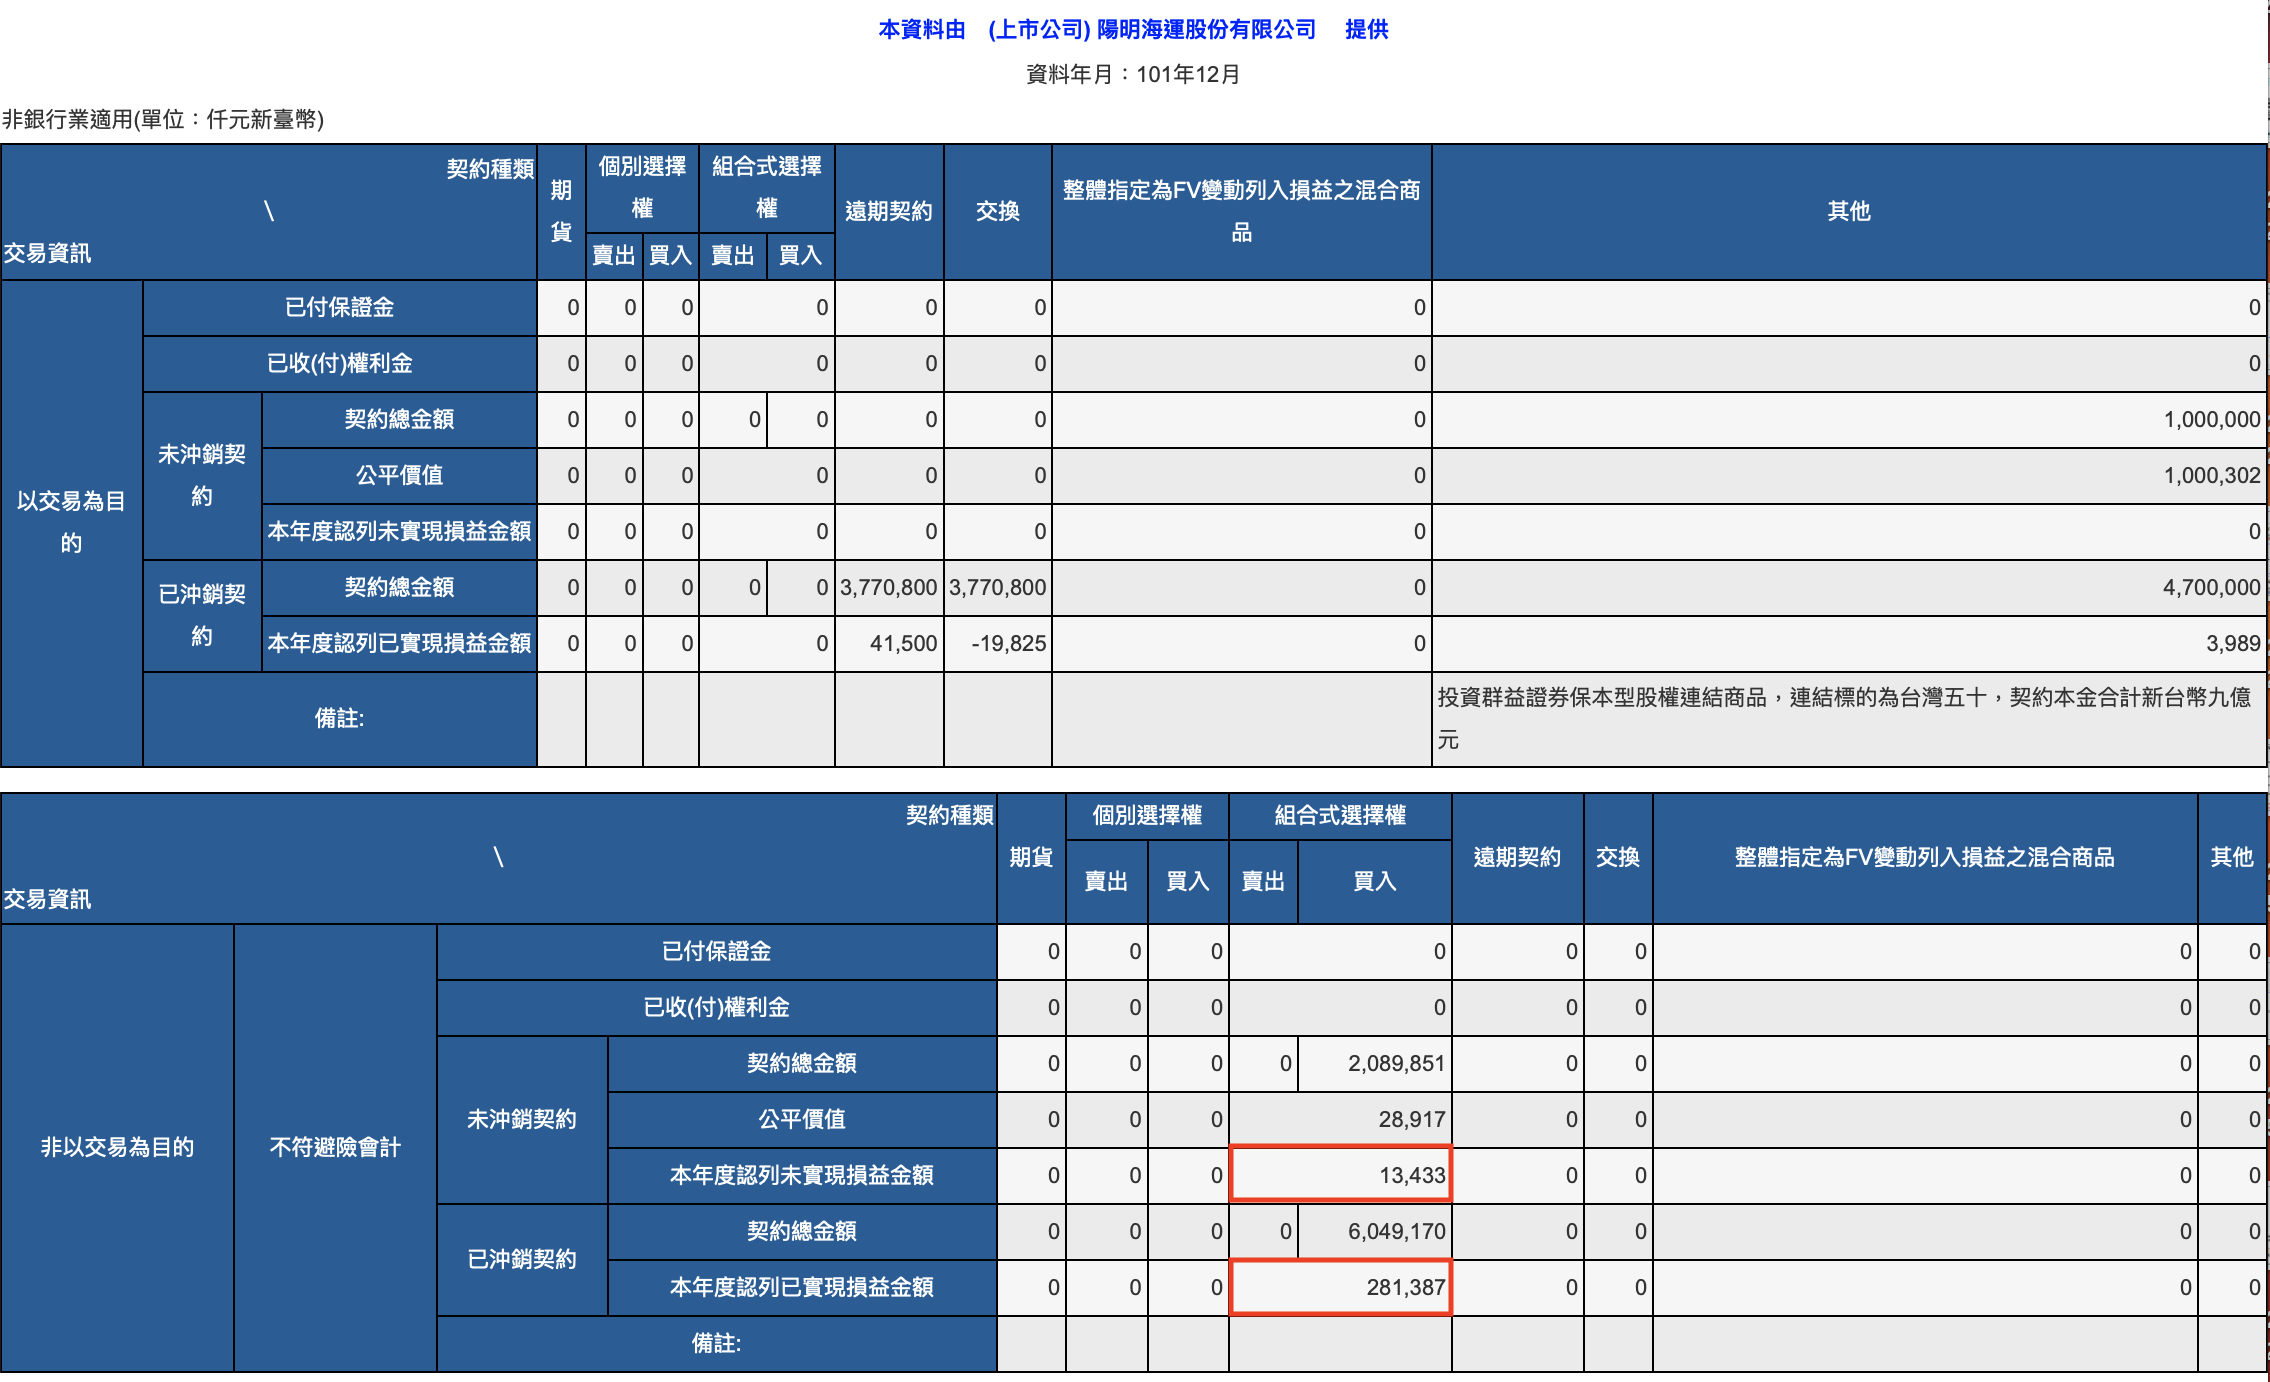 本資料由　(上市公司) 陽明海運股份有限公司　提供
資料年月：101年12月
非銀行業適用(單位：仟元新臺幣)
契約種類
\
交易資訊
期貨
個別選擇權
組合式選擇權
遠期契約
交換
整體指定為FV變動列入損益之混合商品
其他
賣出 買入 賣出 買入
以交易為目的
已付保證金 0 0 0 0 0 0 0 0
已收(付)權利金 0 0 0 0 0 0 0 0
未沖銷契約
契約總金額 0 0 0 0 0 0 0 0 1,000,000
公平價值 0 0 0 0 0 0 0 1,000,302
本年度認列未實現損益金額 0 0 0 0 0 0 0 0
已沖銷契約
契約總金額 0 0 0 0 0 3,770,800 3,770,800 0 4,700,000
本年度認列已實現損益金額 0 0 0 0 41,500 -19,825 0 3,989
備註:
投資群益證券保本型股權連結商品，連結標的為台灣五十，契約本金合計新台幣九億
元
契約種類
\
交易資訊
期貨
個別選擇權
組合式選擇權
遠期契約
交換
整體指定為FV變動列入損益之混合商品
其他
賣出 買入 賣出 買入
非以交易為目的
不符避險會計
已付保證金 0 0 0 0 0 0 0 0
已收(付)權利金 0 0 0 0 0 0 0 0
未沖銷契約
契約總金額 0 0 0 0 2,089,851 0 0 0 0
公平價值 0 0 0 28,917 0 0 0 0
本年度認列未實現損益金額 0 0 0 13,433 0 0 0 0
已沖銷契約
契約總金額 0 0 0 0 6,049,170 0 0 0 0
本年度認列已實現損益金額 0 0 0 281,387 0 0 0 0
備註: